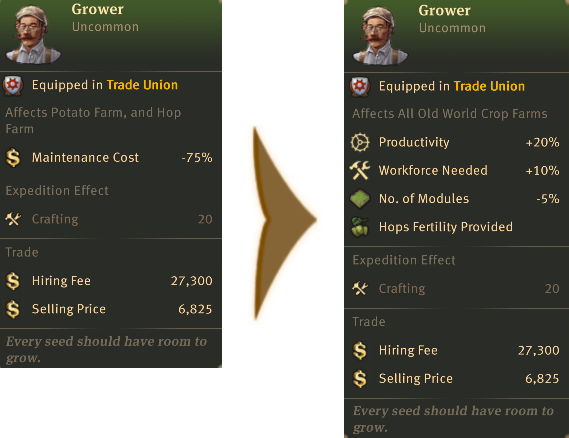 Grower
Uncommon
Equipped in Trade Union
Affects Potato Farm, and Hop
Farm
Maintenance Cost -75%
Expedition Effect
Crafting 20
Trade
Hiring Fee 27,300
Selling Price 6,825
Every seed should have room to
grow.
Grower
Uncommon
Equipped in Trade Union
Affects All Old World Crop Farms
Productivity +20%
Workforce Needed +10%
No. of Modules -5%
Hops Fertility Provided
Expedition Effect
Crafting 20
Trade
Hiring Fee 27,300
Selling Price 6,825
Every seed should have room to
grow.